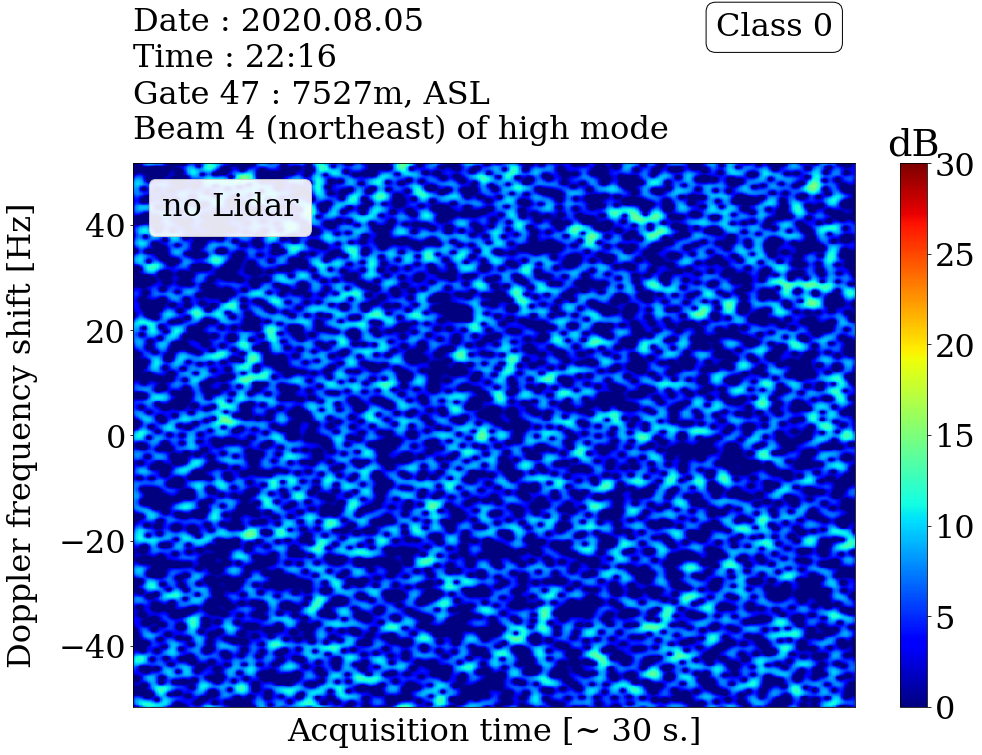 Date : 2020.08.05
Time : 22:16
Gate 47 : 7527m, ASL
Beam 4 (northeast) of high mode
Class 0
dB
no Lidar
Doppler frequency shift [Hz]
40
20
0
−20
−40
30
25
20
15
10
5
0
Acquisition time [~ 30 s.]